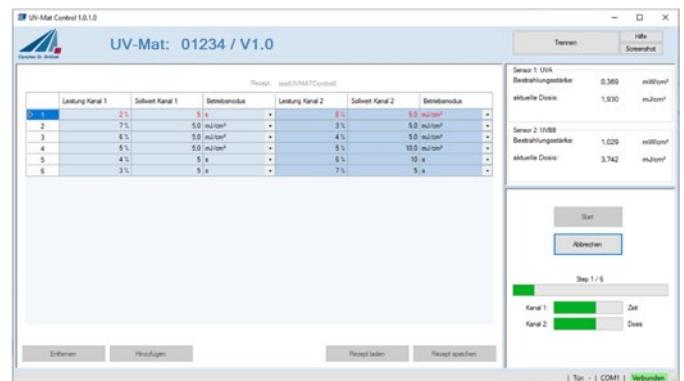 UV-Mat Control 1.0.1.0
UV-Mat: 01234 / V1.0
Trennen
Hilfe
Screenshot
Rezept: testUVMATControl1
Leistung Kanal 1 Sollwert Kanal 1 Betriebsmodus Leistung Kanal 2 Sollwert Kanal 2 Betriebsmodus
1 2 % 5 s 8 % 5,0 mJ/cm²
2 7 % 5,0 mJ/cm² 3 % 5,0 mJ/cm²
3 6 % 5,0 mJ/cm² 4 % 5,0 mJ/cm²
4 5 % 5,0 mJ/cm² 5 % 10,0 mJ/cm²
5 4 % 5 s 6 % 10 s
6 3 % 5 s 7 % 5 s
Entfernen Hinzufügen Rezept laden Rezept speichern
Sensor 1: UVA
Bestrahlungsstärke: 0,369 mW/cm²
aktuelle Dosis: 1,930 mJ/cm²
Sensor 2: UVBB
Bestrahlungsstärke: 1,029 mW/cm²
aktuelle Dosis: 3,742 mJ/cm²
Start
Abbrechen
Step 1 / 6
Kanal 1: Zeit
Kanal 2: Dosis
| Tür: - | COM1 | Verbunden